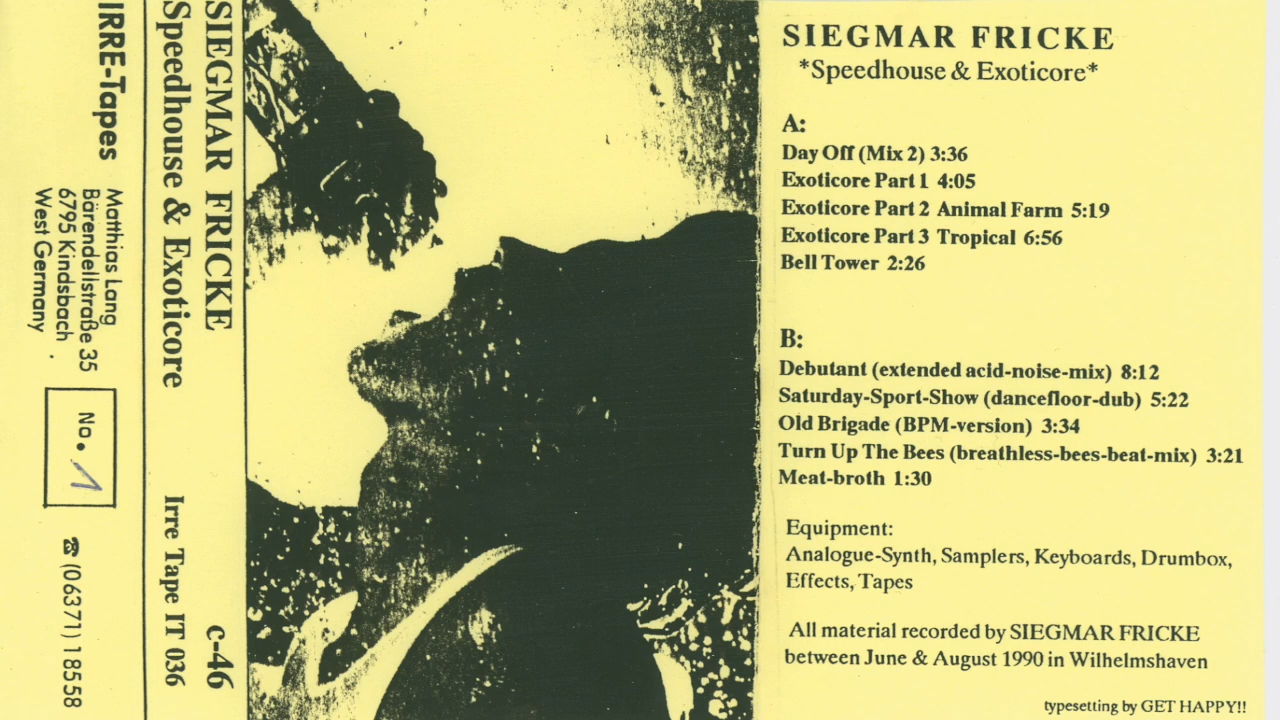 IRRE-Tapes
Matthias Lang
Bärendellstraße 35
6795 Kindsbach
West Germany
No. 1
☎ (06371) 18558
SIEGMAR FRICKE
Speedhouse & Exoticore
c-46
Irre Tape IT 036
SIEGMAR FRICKE
*Speedhouse & Exoticore*
A:
Day Off (Mix 2) 3:36
Exoticore Part 1 4:05
Exoticore Part 2 Animal Farm 5:19
Exoticore Part 3 Tropical 6:56
Bell Tower 2:26
B:
Debutant (extended acid-noise-mix) 8:12
Saturday-Sport-Show (dancefloor-dub) 5:22
Old Brigade (BPM-version) 3:34
Turn Up The Bees (breathless-bees-beat-mix) 3:21
Meat-broth 1:30
Equipment:
Analogue-Synth, Samplers, Keyboards, Drumbox,
Effects, Tapes
All material recorded by SIEGMAR FRICKE
between June & August 1990 in Wilhelmshaven
typesetting by GET HAPPY!!